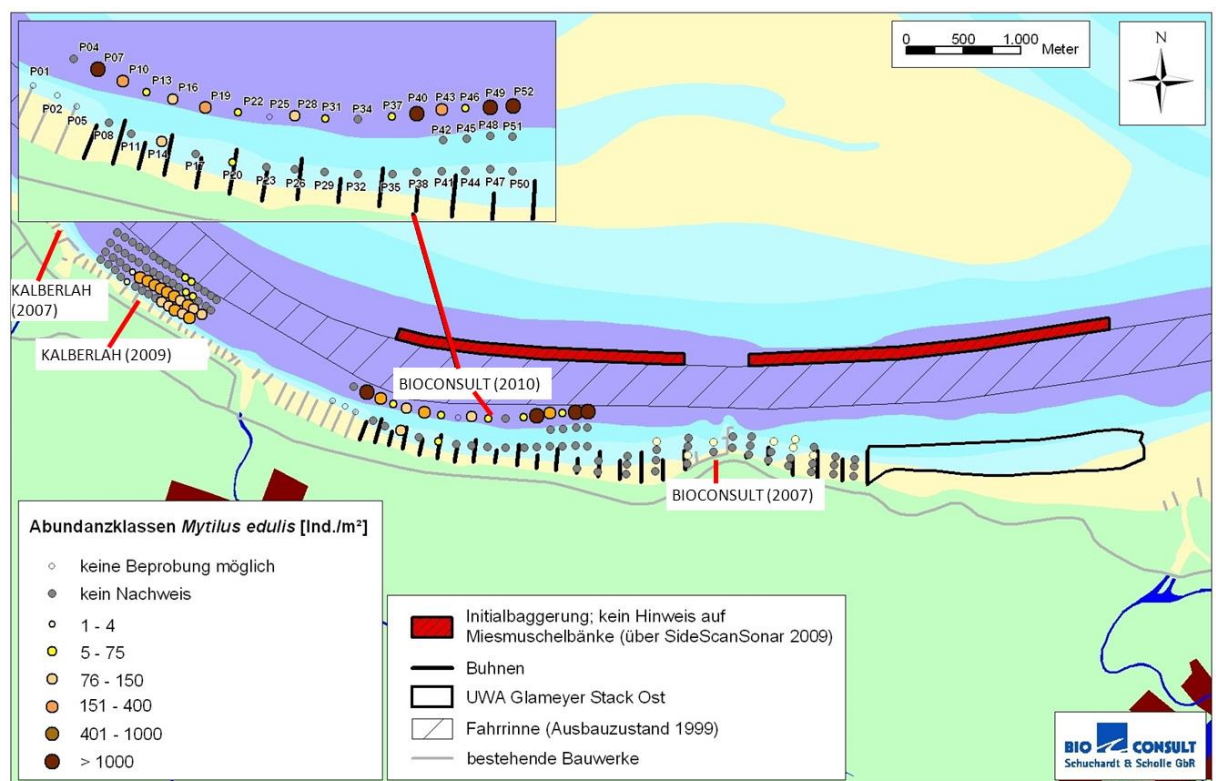 P01
P02
P04
P05
P07
P08
P10
P11
P13
P14
P16
P17
P19
P20
P22
P23
P25
P26
P28
P29
P31
P32
P34
P35
P37
P38
P40
P41
P42
P43
P44
P45
P46
P47
P48
P49
P50
P51
P52
0 500 1.000 Meter
N
KALBERLAH
(2007)
KALBERLAH (2009)
BIOCONSULT (2010)
BIOCONSULT (2007)
Abundanzklassen Mytilus edulis [Ind./m²]
keine Beprobung möglich
kein Nachweis
1 - 4
5 - 75
76 - 150
151 - 400
401 - 1000
> 1000
Initialbaggerung; kein Hinweis auf
Miesmuschelbänke (über SideScanSonar 2009)
Buhnen
UWA Glameyer Stack Ost
Fahrrinne (Ausbauzustand 1999)
bestehende Bauwerke
BIO CONSULT
Schuchardt & Scholle GbR